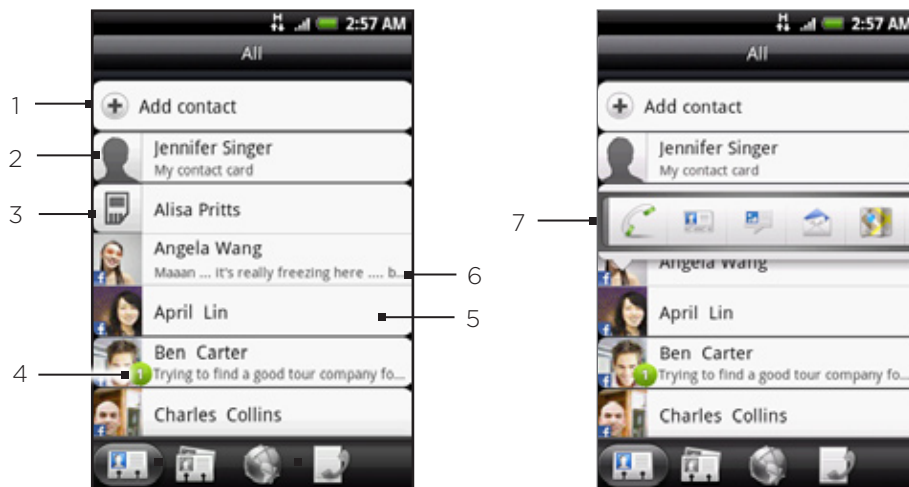 2:57 AM
All
1
Add contact
2
Jennifer Singer
My contact card
3
Alisa Pritts
Angela Wang
Maaan ... it's really freezing here .... b...
6
April Lin
5
4
Ben Carter
1
Trying to find a good tour company fo...
Charles Collins
2:57 AM
All
Add contact
Jennifer Singer
My contact card
7
Angela Wang
April Lin
Ben Carter
1
Trying to find a good tour company fo...
Charles Collins